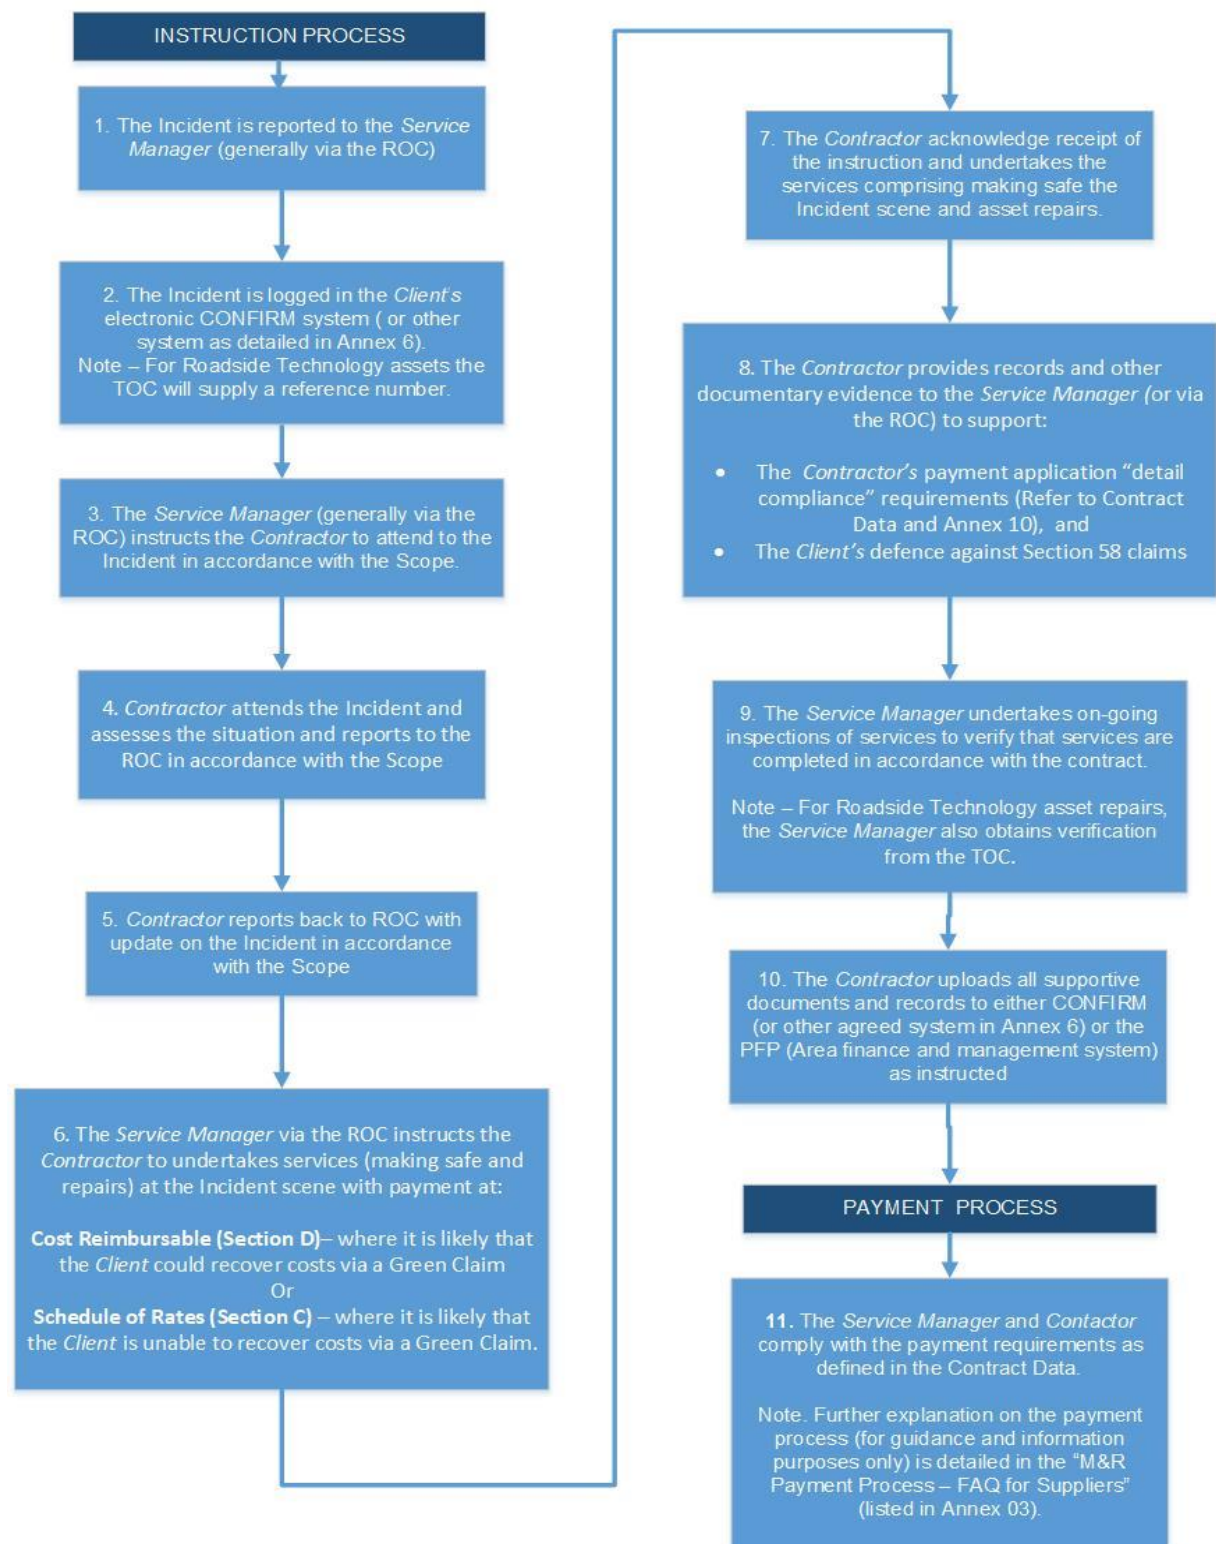 INSTRUCTION PROCESS
1. The Incident is reported to the Service
Manager (generally via the ROC)
2. The Incident is logged in the Client's
electronic CONFIRM system ( or other
system as detailed in Annex 6).
Note – For Roadside Technology assets the
TOC will supply a reference number.
3. The Service Manager (generally via the
ROC) instructs the Contractor to attend to the
Incident in accordance with the Scope.
4. Contractor attends the Incident and
assesses the situation and reports to the
ROC in accordance with the Scope
5. Contractor reports back to ROC with
update on the Incident in accordance
with the Scope
6. The Service Manager via the ROC instructs the
Contractor to undertakes services (making safe and
repairs) at the Incident scene with payment at:
Cost Reimbursable (Section D)– where it is likely that
the Client could recover costs via a Green Claim
Or
Schedule of Rates (Section C) – where it is likely that
the Client is unable to recover costs via a Green Claim.
7. The Contractor acknowledge receipt of
the instruction and undertakes the
services comprising making safe the
Incident scene and asset repairs.
8. The Contractor provides records and other
documentary evidence to the Service Manager (or via
the ROC) to support:
• The Contractor's payment application “detail
compliance” requirements (Refer to Contract
Data and Annex 10), and
• The Client's defence against Section 58 claims
9. The Service Manager undertakes on-going
inspections of services to verify that services are
completed in accordance with the contract.
Note – For Roadside Technology asset repairs,
the Service Manager also obtains verification
from the TOC.
10. The Contractor uploads all supportive
documents and records to either CONFIRM
(or other agreed system in Annex 6) or the
PFP (Area finance and management system)
as instructed
PAYMENT PROCESS
11. The Service Manager and Contactor
comply with the payment requirements as
defined in the Contract Data.
Note. Further explanation on the payment
process (for guidance and information
purposes only) is detailed in the “M&R
Payment Process – FAQ for Suppliers”
(listed in Annex 03).